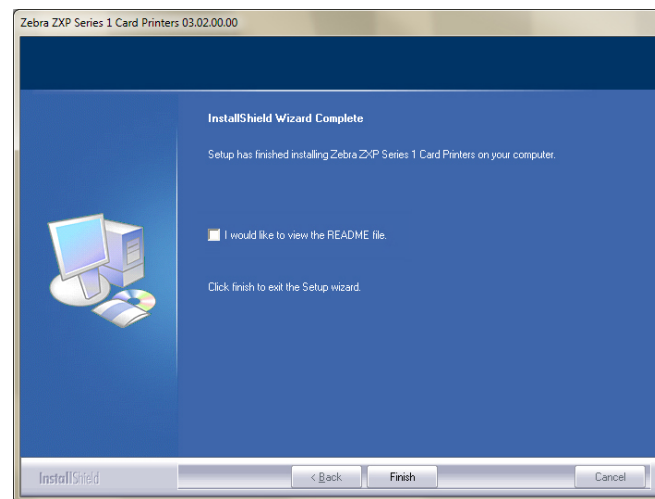 Zebra ZXP Series 1 Card Printers 03.02.00.00
InstallShield Wizard Complete
Setup has finished installing Zebra ZXP Series 1 Card Printers on your computer.
I would like to view the README file.
Click finish to exit the Setup wizard.
InstallShield
< Back
Finish
Cancel